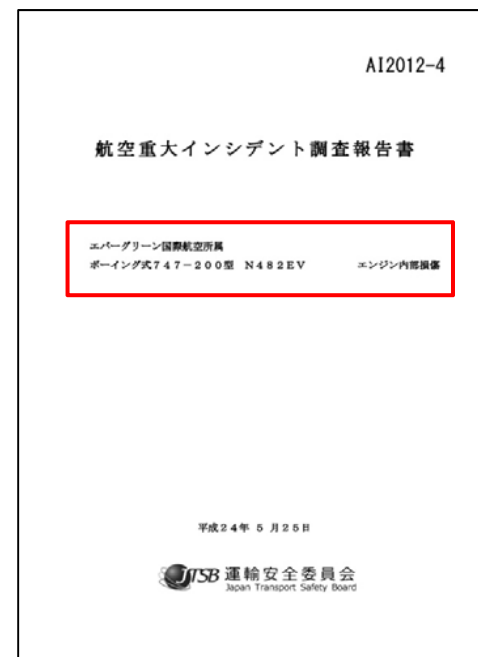 AI2012-4
航空重大インシデント調査報告書
エバーグリーン国際航空所属
ボーイング式747-200型 N482EV エンジン内部損傷
平成24年 5月25日
JTSB 運輸安全委員会
Japan Transport Safety Board